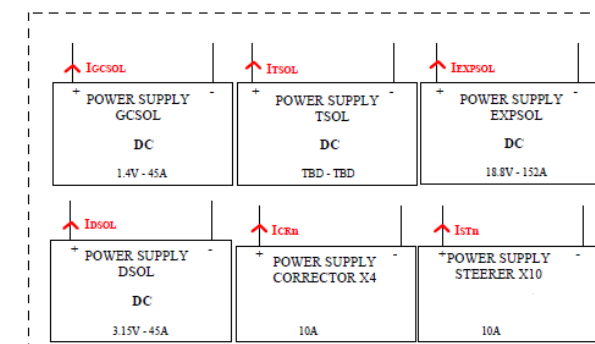 IGCSOL
ITSOL
IEXPSOL
+ -
POWER SUPPLY
GCSOL
DC
1.4V - 45A
+ -
POWER SUPPLY
TSOL
DC
TBD - TBD
+ -
POWER SUPPLY
EXPSOL
DC
18.8V - 152A
IDSOL
ICRn
ISTn
+ -
POWER SUPPLY
DSOL
DC
3.15V - 45A
+ -
POWER SUPPLY
CORRECTOR X4
10A
+ -
POWER SUPPLY
STEERER X10
10A